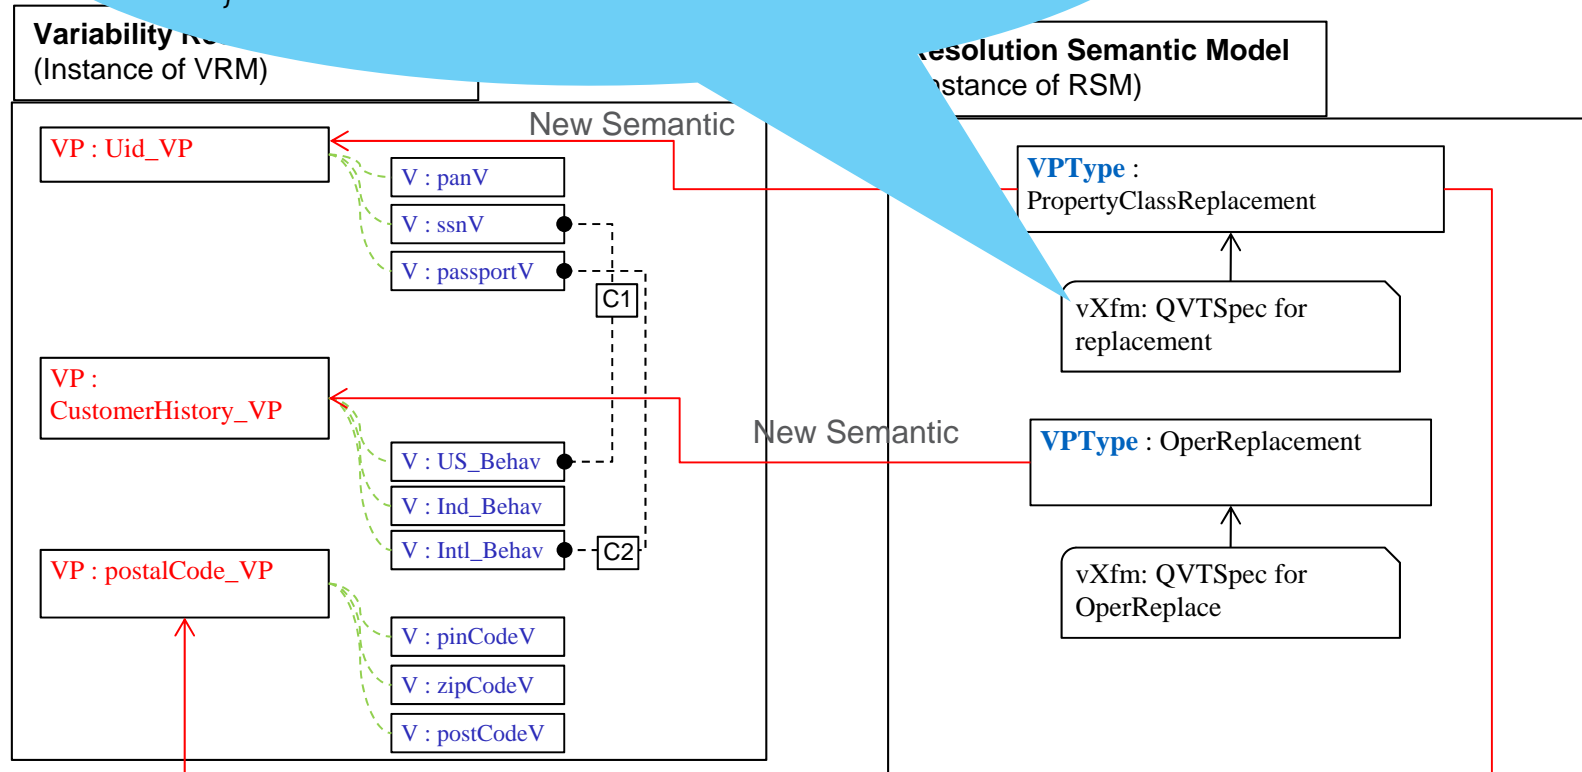 Variability
(Instance of VRM)
Resolution Semantic Model
Instance of RSM)
New Semantic
VP : Uid_VP
V : panV
V : ssnV
V : passportV
C1
VP :
CustomerHistory_VP
V : US_Behav
V : Ind_Behav
V : Intl_Behav
C2
VP : postalCode_VP
V : pinCodeV
V : zipCodeV
V : postCodeV
New Semantic
VPType :
PropertyClassReplacement
vXfm: QVTSpec for
replacement
VPType : OperReplacement
vXfm: QVTSpec for
OperReplace